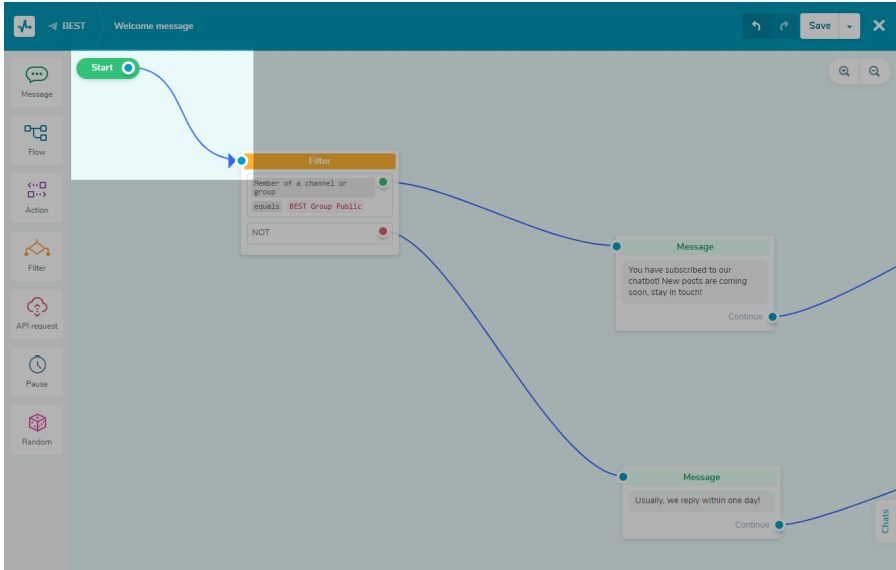 BEST
Welcome message
Save
Message
Flow
Action
Filter
API request
Pause
Random
Start
Filter
Member of a channel or
group
equals BEST Group Public
NOT
Message
You have subscribed to our
chatbot! New posts are coming
soon, stay in touch!
Continue
Message
Usually, we reply within one day!
Continue
Chats